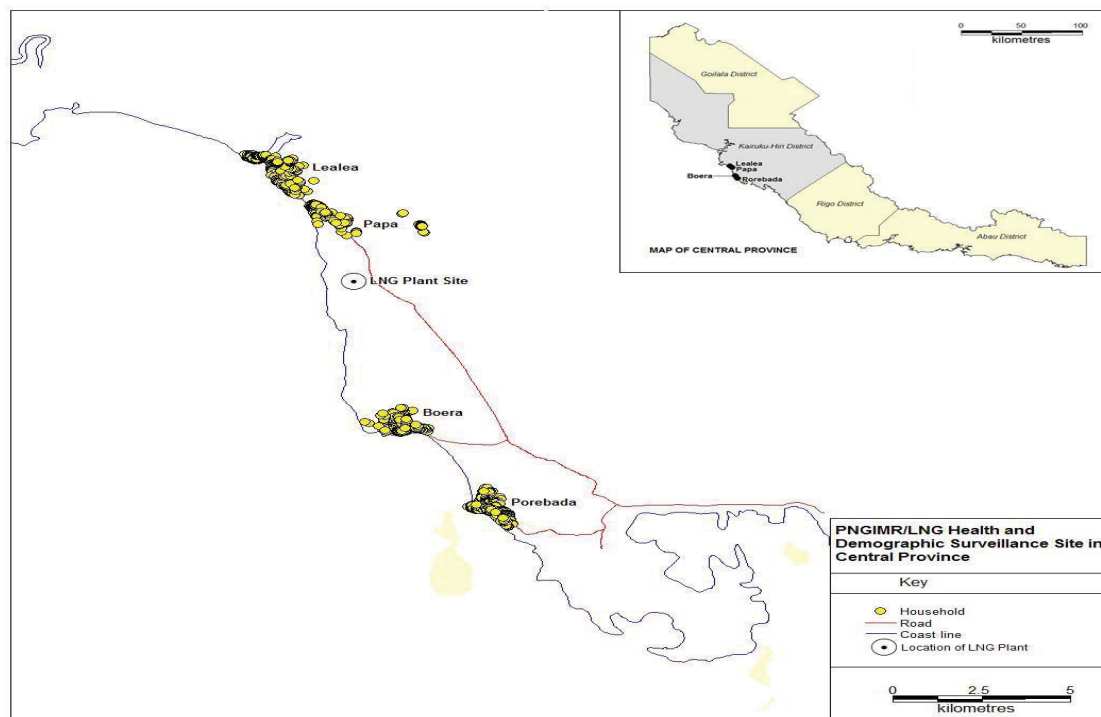 Lealea
Papa
LNG Plant Site
Boera
Porebada
0 50 100
kilometres
Goilala District
Kairuku-Hiri District
Lealea
Papa
Boera
Rorebada
Rigo District
Abau District
MAP OF CENTRAL PROVINCE
PNGIMR/LNG Health and
Demographic Surveillance Site in
Central Province
Key
Household
Road
Coast line
Location of LNG Plant
0 2.5 5
kilometres